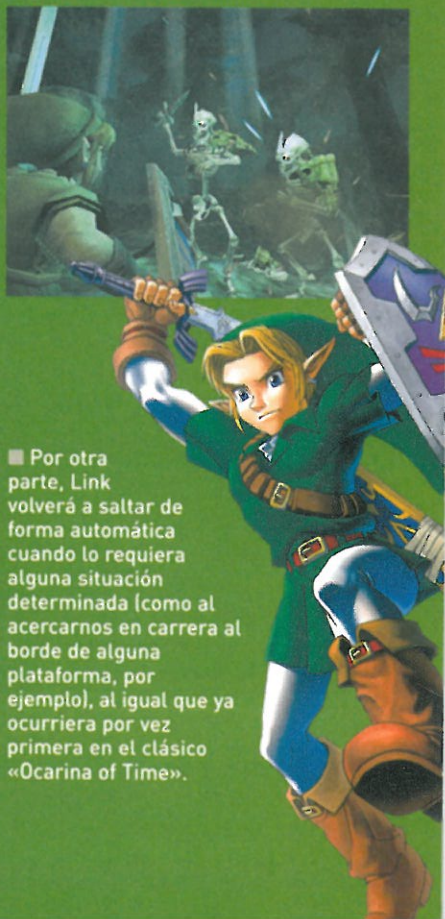 ■ Por otra
parte, Link
volverá a saltar de
forma automática
cuando lo requiera
alguna situación
determinada (como al
acercarnos en carrera al
borde de alguna
plataforma, por
ejemplo), al igual que ya
ocurriera por vez
primera en el clásico
«Ocarina of Time».